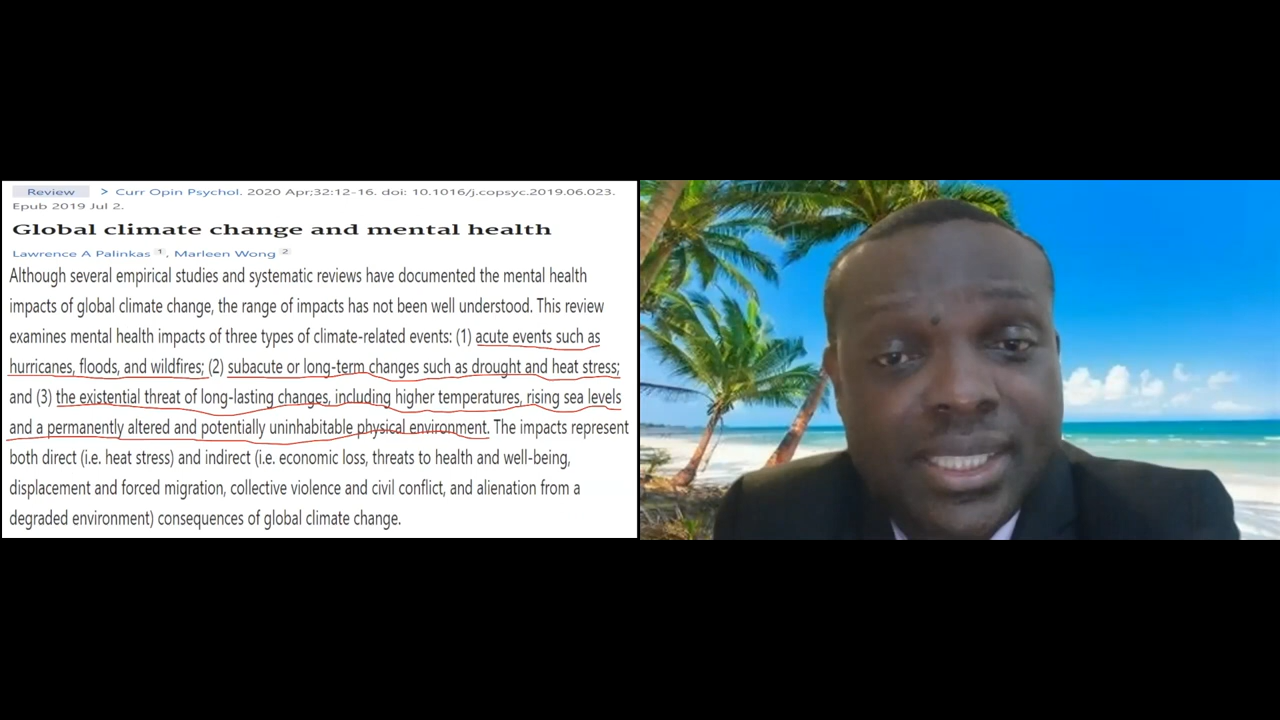 Review > Curr Opin Psychol. 2020 Apr;32:12-16. doi: 10.1016/j.copsyc.2019.06.023.
Epub 2019 Jul 2.
Global climate change and mental health
Lawrence A Palinkas 1, Marleen Wong 2
Although several empirical studies and systematic reviews have documented the mental health
impacts of global climate change, the range of impacts has not been well understood. This review
examines mental health impacts of three types of climate-related events: (1) acute events such as
hurricanes, floods, and wildfires; (2) subacute or long-term changes such as drought and heat stress;
and (3) the existential threat of long-lasting changes, including higher temperatures, rising sea levels
and a permanently altered and potentially uninhabitable physical environment. The impacts represent
both direct (i.e. heat stress) and indirect (i.e. economic loss, threats to health and well-being,
displacement and forced migration, collective violence and civil conflict, and alienation from a
degraded environment) consequences of global climate change.